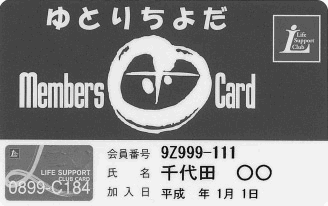 ゆとりちよだ
Life
Support
Club
Members Card
LIFE SUPPORT
CLUB CARD
0899-C184
会員番号 9Z999-111
氏 名 千代田 ○○
加入日 平成 年 1月 1日